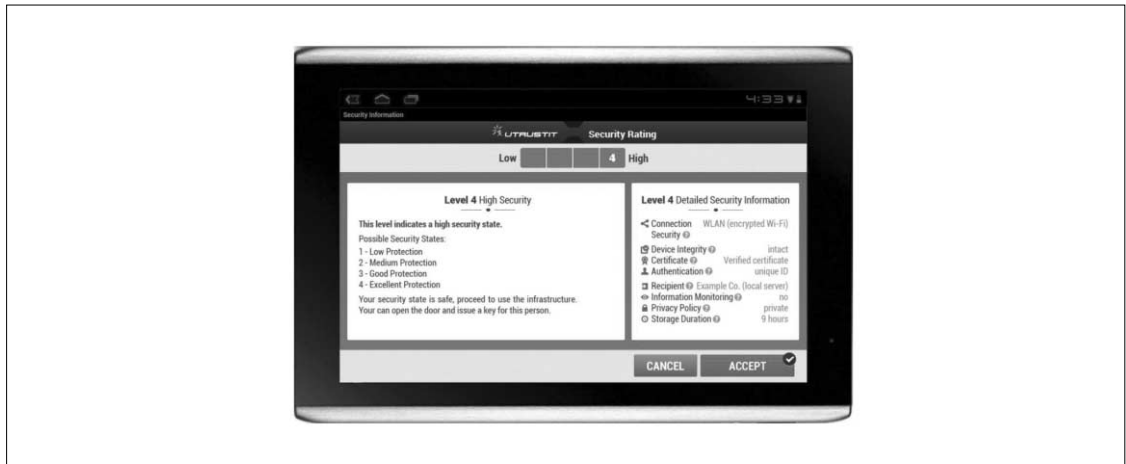 4:33
Security Information
UTRUSTIT Security Rating
Low 4 High
Level 4 High Security
This level indicates a high security state.
Possible Security States:
1 - Low Protection
2 - Medium Protection
3 - Good Protection
4 - Excellent Protection
Your security state is safe, proceed to use the infrastructure.
Your can open the door and issue a key for this person.
Level 4 Detailed Security Information
Connection WLAN (encrypted Wi-Fi)
Security
Device Integrity intact
Certificate Verified certificate
Authentication unique ID
Recipient Example Co. (local server)
Information Monitoring no
Privacy Policy private
Storage Duration 9 hours
CANCEL ACCEPT